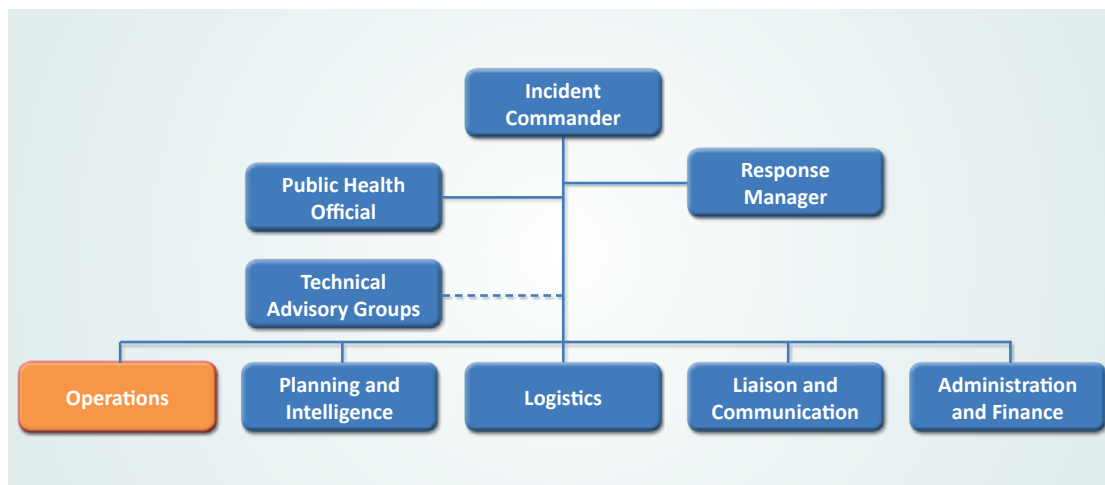 Incident
Commander
Response
Manager
Public Health
Official
Technical
Advisory Groups
Operations
Planning and
Intelligence
Logistics
Liaison and
Communication
Administration
and Finance